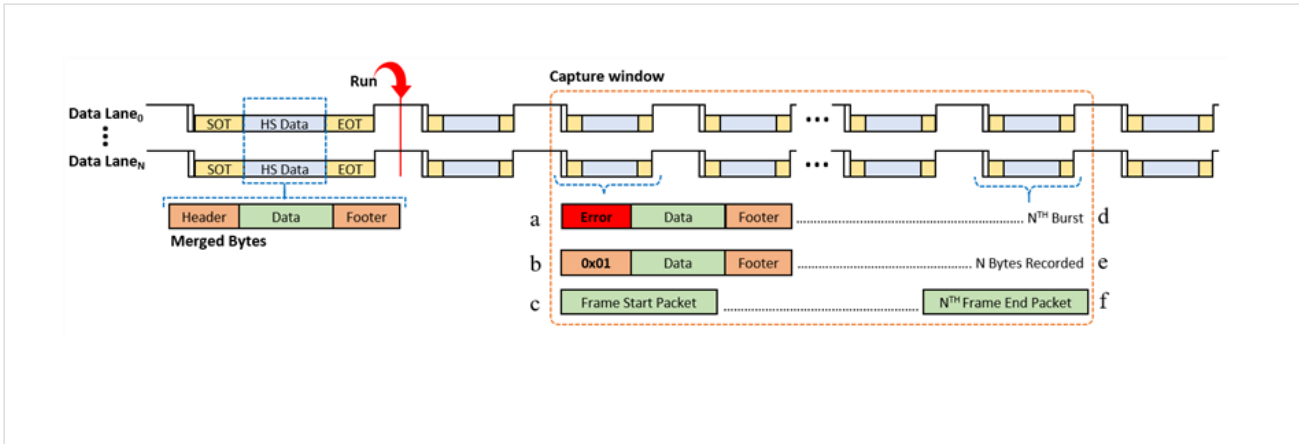 Run
Capture window
Data Lane0
SOT HS Data EOT
Data LaneN
SOT HS Data EOT
Header Data Footer
Merged Bytes
a Error Data Footer NTH Burst d
b 0x01 Data Footer N Bytes Recorded e
c Frame Start Packet NTH Frame End Packet f